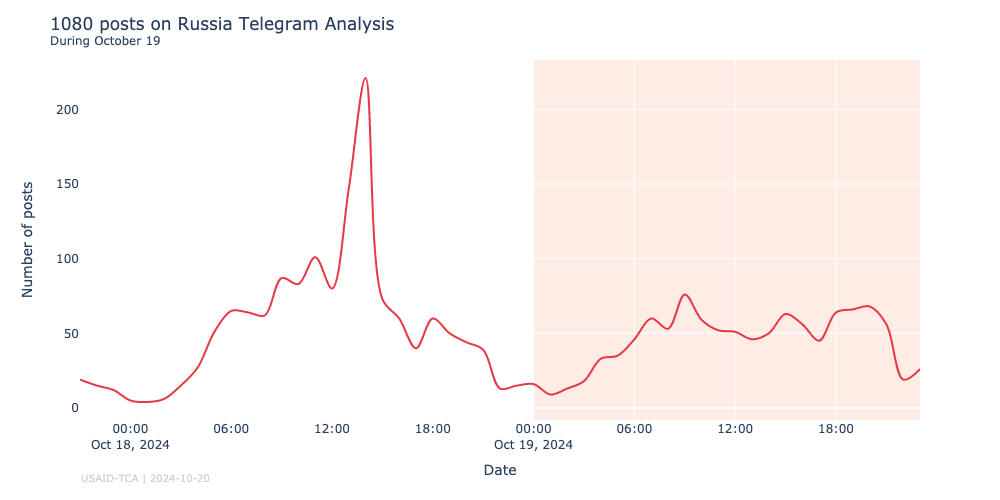 1080 posts on Russia Telegram Analysis
During October 19
Number of posts
200
150
100
50
0
00:00 06:00 12:00 18:00 00:00 06:00 12:00 18:00
Oct 18, 2024 Oct 19, 2024
Date
USAID-TCA | 2024-10-20